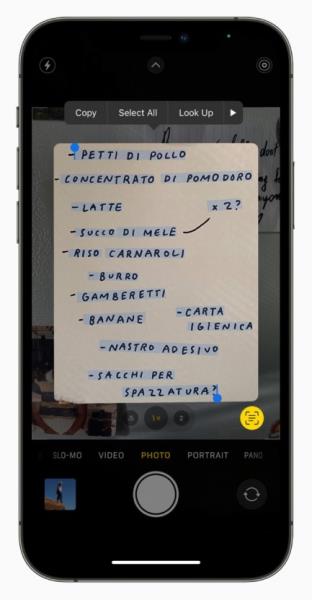 Copy Select All Look Up
- PETTI DI POLLO
- CONCENTRATO DI POMODORO
- LATTE x 2?
- SUCCO DI MELE
- RISO CARNAROLI
- BURRO
- GAMBERETTI
- BANANE
- CARTA
IGIENICA
- NASTRO ADESIVO
- SACCHI PER
SPAZZATURA?
1x 2
SLO-MO VIDEO PHOTO PORTRAIT PANO